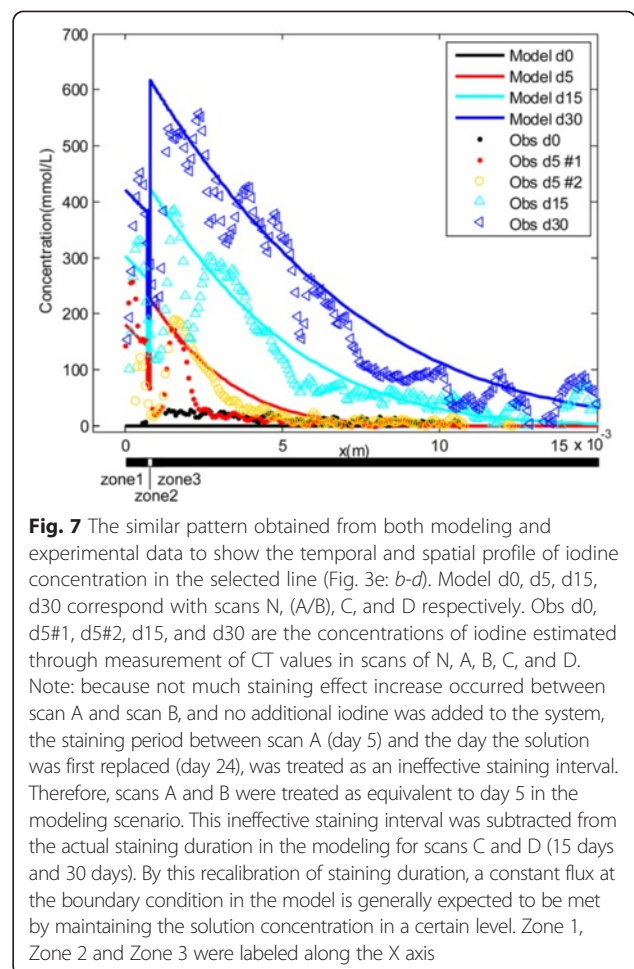 700
600
500
400
300
200
100
0
Concentration(mmol/L)
Model d0
Model d5
Model d15
Model d30
Obs d0
Obs d5 #1
Obs d5 #2
Obs d15
Obs d30
0
5
10
15 x 10⁻³
x(m)
zone1
zone2
zone3
Fig. 7 The similar pattern obtained from both modeling and
experimental data to show the temporal and spatial profile of iodine
concentration in the selected line (Fig. 3e: b-d). Model d0, d5, d15,
d30 correspond with scans N, (A/B), C, and D respectively. Obs d0,
d5#1, d5#2, d15, and d30 are the concentrations of iodine estimated
through measurement of CT values in scans of N, A, B, C, and D.
Note: because not much staining effect increase occurred between
scan A and scan B, and no additional iodine was added to the system,
the staining period between scan A (day 5) and the day the solution
was first replaced (day 24), was treated as an ineffective staining interval.
Therefore, scans A and B were treated as equivalent to day 5 in the
modeling scenario. This ineffective staining interval was subtracted from
the actual staining duration in the modeling for scans C and D (15 days
and 30 days). By this recalibration of staining duration, a constant flux at
the boundary condition in the model is generally expected to be met
by maintaining the solution concentration in a certain level. Zone 1,
Zone 2 and Zone 3 were labeled along the X axis